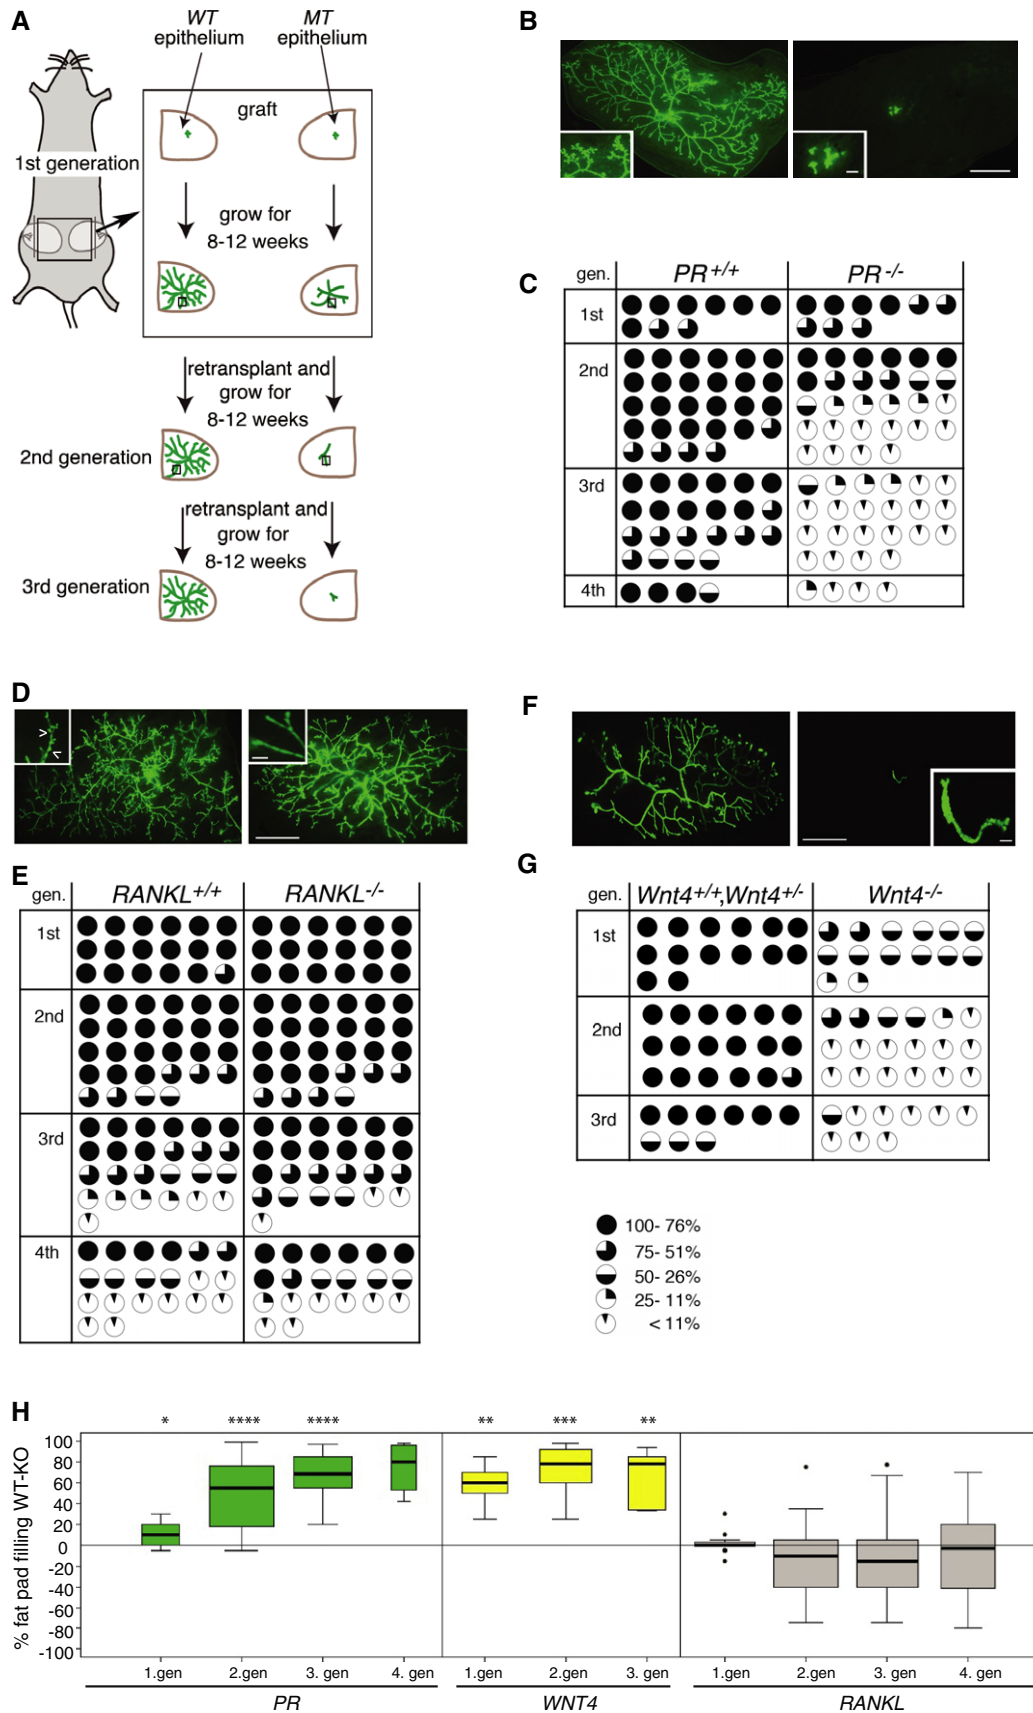 A
WT
epithelium
MT
epithelium
graft
1st generation
grow for
8-12 weeks
retransplant and
grow for
8-12 weeks
2nd generation
retransplant and
grow for
8-12 weeks
3rd generation
B
C
gen.
PR+/+
PR-/-
1st
2nd
3rd
4th
D
>
<
E
gen.
RANKL+/+
RANKL-/-
1st
2nd
3rd
4th
F
G
gen.
Wnt4+/+,Wnt4+/-
Wnt4-/-
1st
2nd
3rd
100- 76%
75- 51%
50- 26%
25- 11%
< 11%
H
* **** **** ** *** **
% fat pad filling WT-KO
100
80
60
40
20
0
-20
-40
-60
-80
-100
1.gen 2.gen 3. gen 4. gen 1.gen 2.gen 3. gen 1.gen 2.gen 3. gen 4. gen
PR WNT4 RANKL